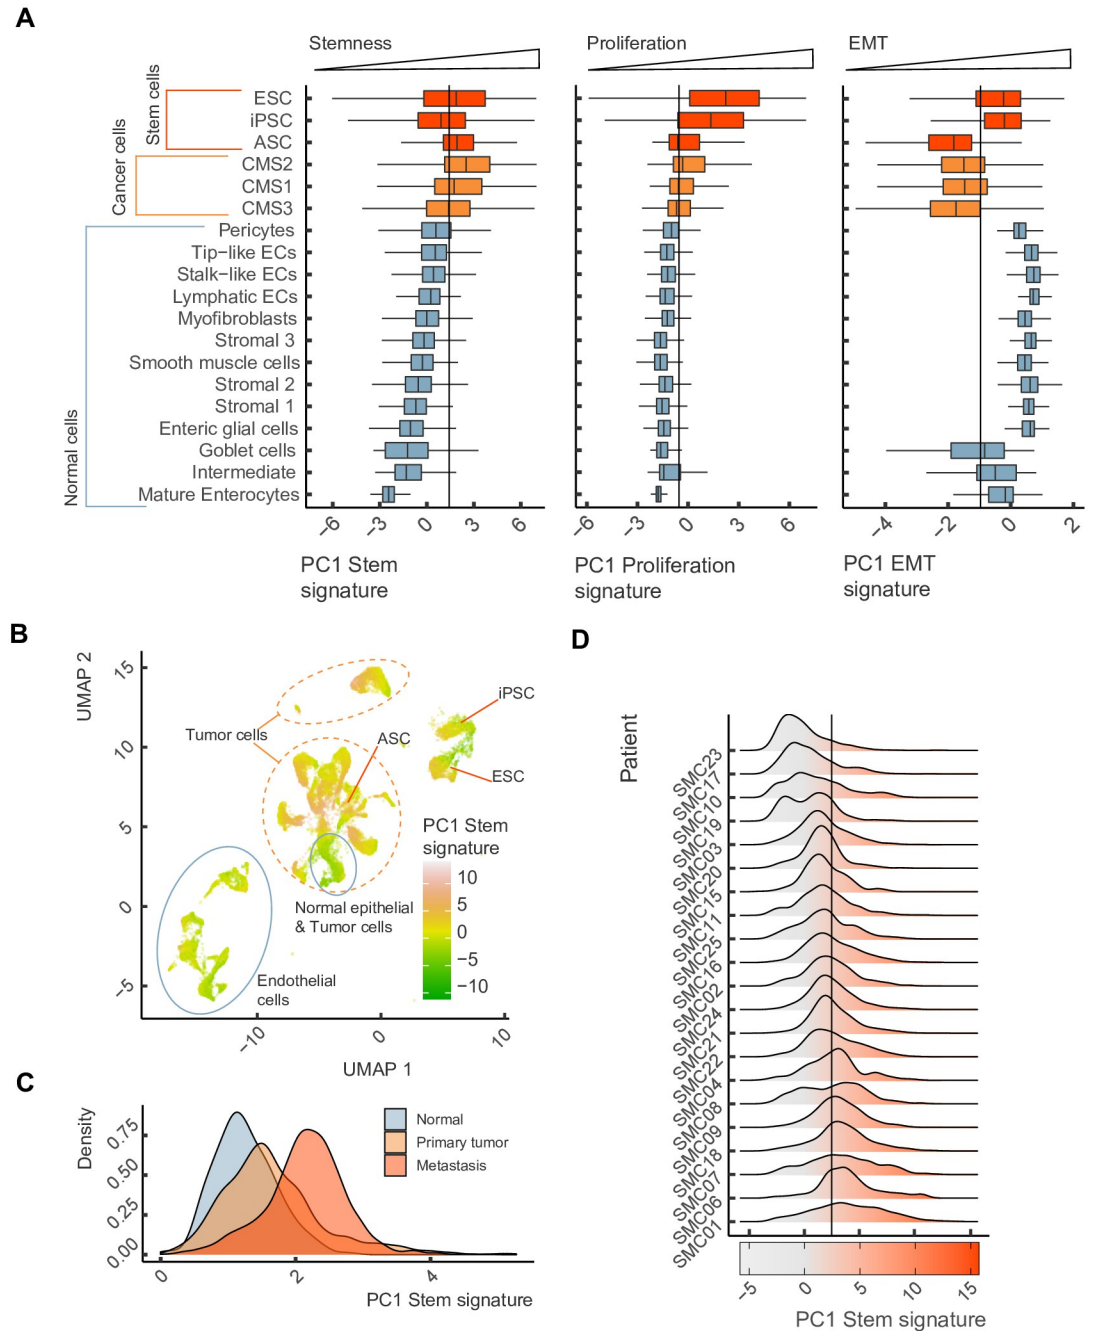 A
Stemness
Proliferation
EMT
Stem cells
Cancer cells
Normal cells
ESC
iPSC
ASC
CMS2
CMS1
CMS3
Pericytes
Tip−like ECs
Stalk−like ECs
Lymphatic ECs
Myofibroblasts
Stromal 3
Smooth muscle cells
Stromal 2
Stromal 1
Enteric glial cells
Goblet cells
Intermediate
Mature Enterocytes
−6 −3 0 3 6
−6 −3 0 3 6
−4 −2 0 2
PC1 Stem
signature
PC1 Proliferation
signature
PC1 EMT
signature
B
UMAP 2
15
10
5
0
−5
Tumor cells
iPSC
ASC
ESC
PC1 Stem
signature
10
5
0
−5
−10
Normal epithelial
& Tumor cells
Endothelial
cells
−10 0 10
UMAP 1
C
Density
0.75
0.50
0.25
0.00
Normal
Primary tumor
Metastasis
0 2 4
PC1 Stem signature
D
Patient
SMC23
SMC17
SMC10
SMC19
SMC03
SMC20
SMC15
SMC11
SMC25
SMC16
SMC02
SMC24
SMC21
SMC22
SMC04
SMC08
SMC09
SMC18
SMC07
SMC06
SMC01
−5 0 5 10 15
PC1 Stem signature